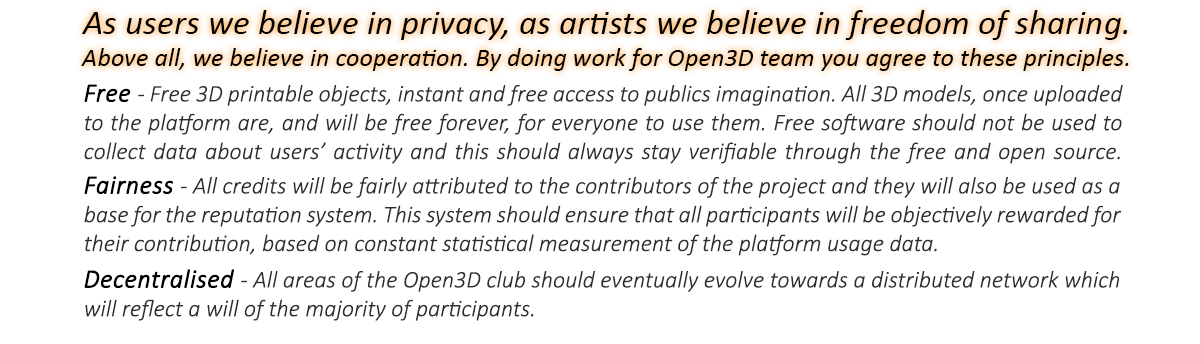 As users we believe in privacy, as artists we believe in freedom of sharing.
Above all, we believe in cooperation. By doing work for Open3D team you agree to these principles.
Free - Free 3D printable objects, instant and free access to publics imagination. All 3D models, once uploaded
to the platform are, and will be free forever, for everyone to use them. Free software should not be used to
collect data about users’ activity and this should always stay verifiable through the free and open source.
Fairness - All credits will be fairly attributed to the contributors of the project and they will also be used as a
base for the reputation system. This system should ensure that all participants will be objectively rewarded for
their contribution, based on constant statistical measurement of the platform usage data.
Decentralised - All areas of the Open3D club should eventually evolve towards a distributed network which
will reflect a will of the majority of participants.